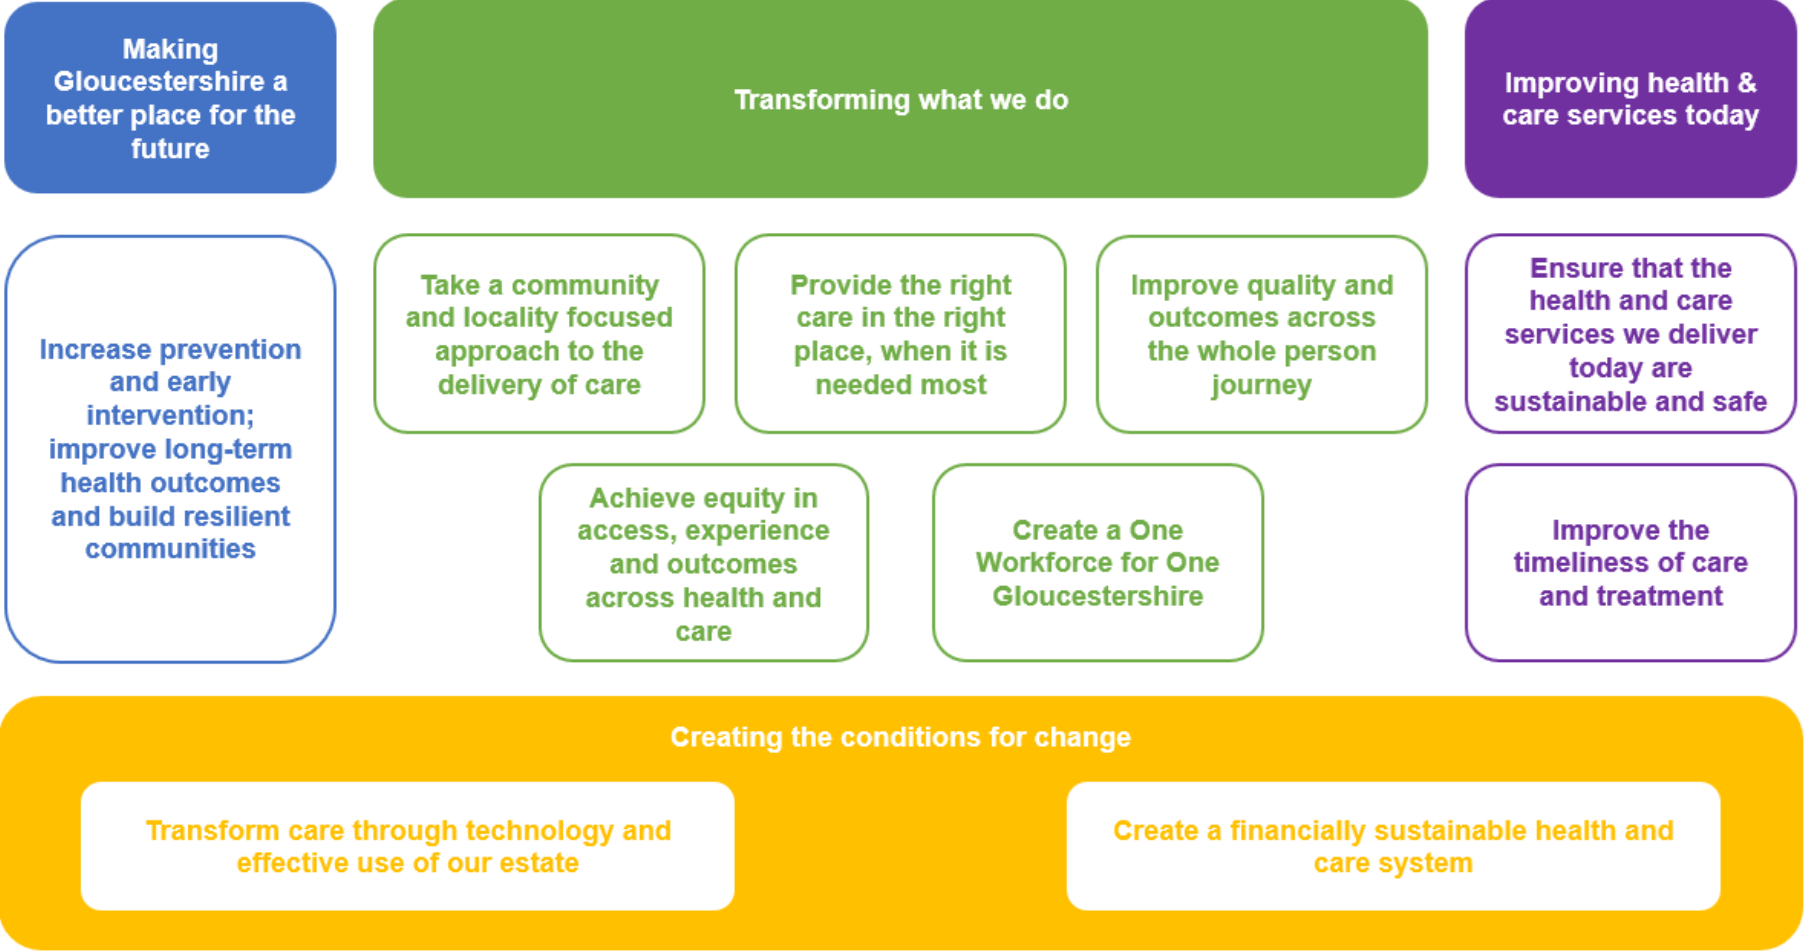 Making
Gloucestershire a
better place for the
future
Transforming what we do
Improving health &
care services today
Increase prevention
and early
intervention;
improve long-term
health outcomes
and build resilient
communities
Take a community
and locality focused
approach to the
delivery of care
Provide the right
care in the right
place, when it is
needed most
Improve quality and
outcomes across
the whole person
journey
Ensure that the
health and care
services we deliver
today are
sustainable and safe
Achieve equity in
access, experience
and outcomes
across health and
care
Create a One
Workforce for One
Gloucestershire
Improve the
timeliness of care
and treatment
Creating the conditions for change
Transform care through technology and
effective use of our estate
Create a financially sustainable health and
care system